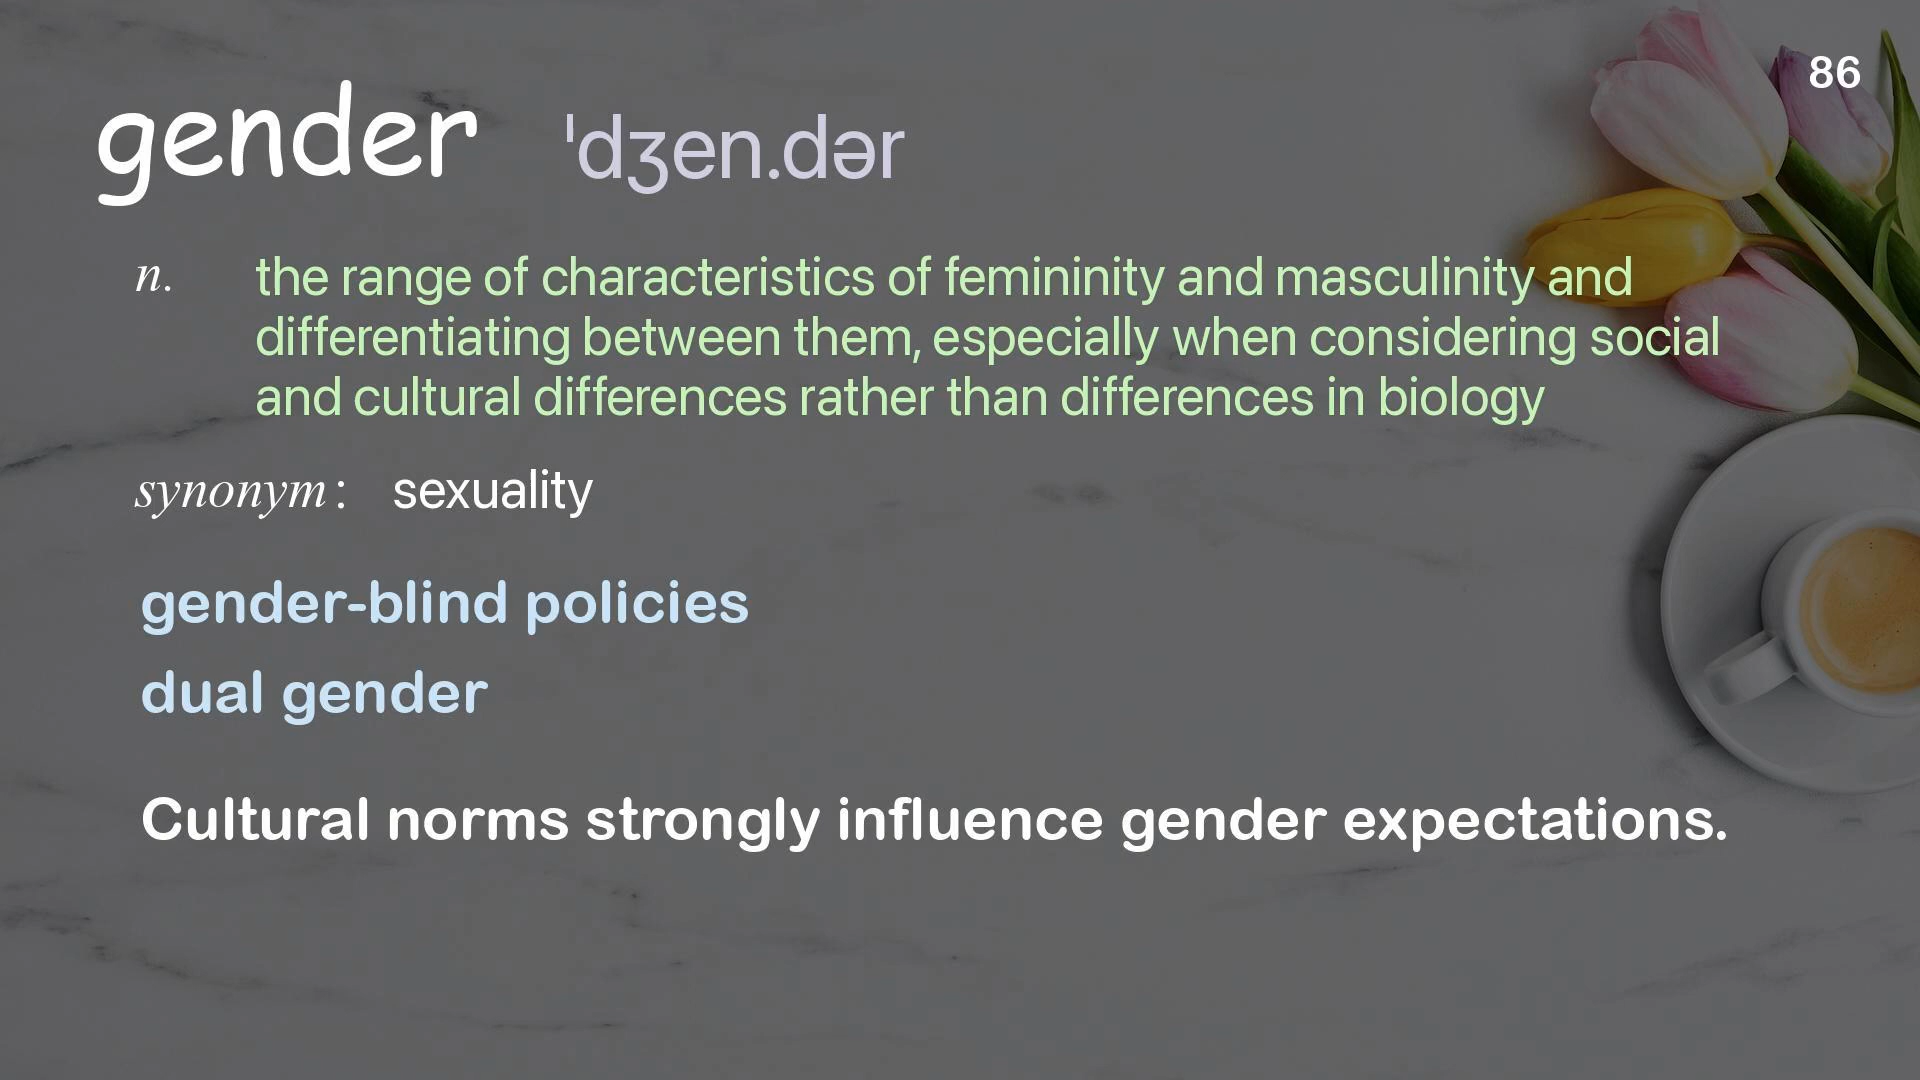 86
gender ˈdʒen.dər
n. the range of characteristics of femininity and masculinity and
differentiating between them, especially when considering social
and cultural differences rather than differences in biology
synonym: sexuality
gender-blind policies
dual gender
Cultural norms strongly influence gender expectations.